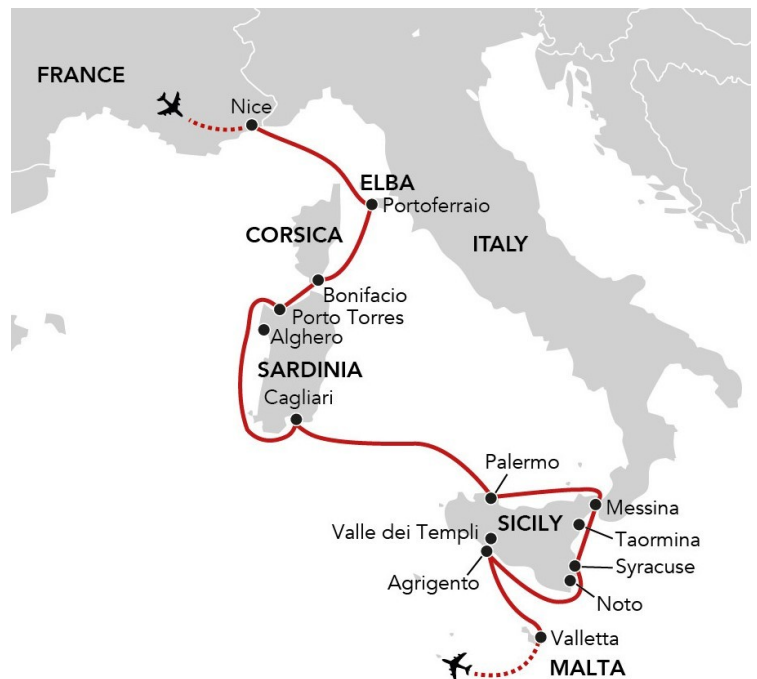 FRANCE
Nice
ELBA
Portoferraio
CORSICA
ITALY
Bonifacio
Porto Torres
Alghero
SARDINIA
Cagliari
Palermo
Messina
SICILY
Valle dei Templi
Taormina
Syracuse
Agrigento
Noto
Valletta
MALTA